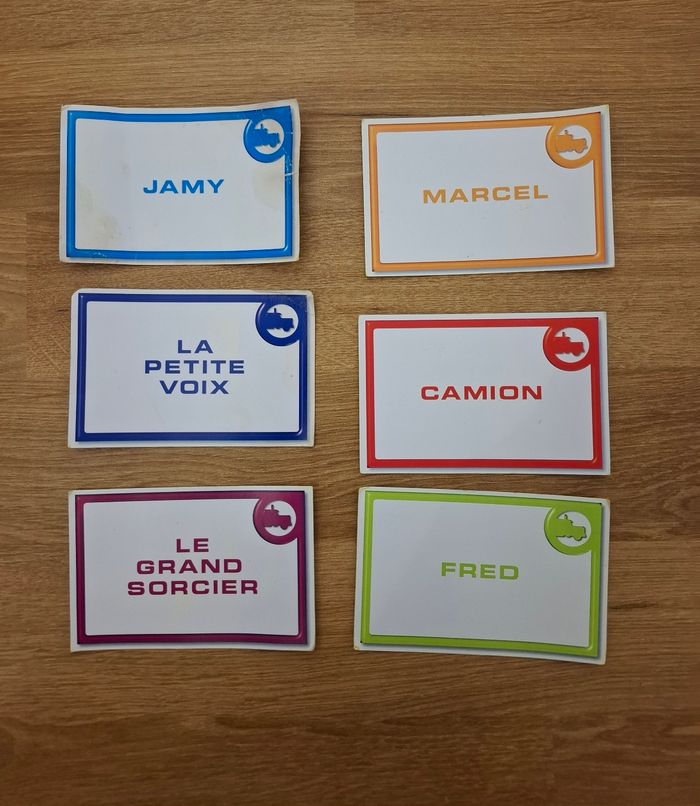 JAMY
MARCEL
LA
PETITE
VOIX
CAMION
LE
GRAND
SORCIER
FRED